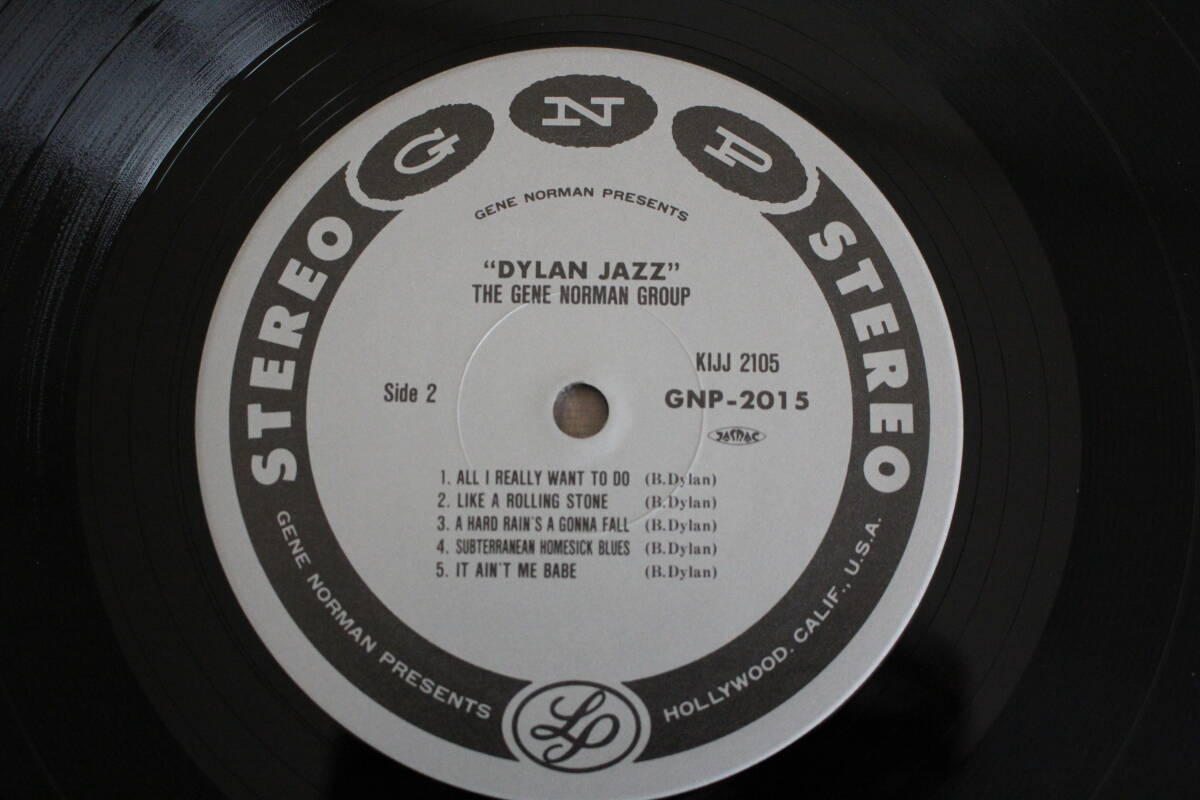 G N P
GENE NORMAN PRESENTS
STEREO
STEREO
“DYLAN JAZZ”
THE GENE NORMAN GROUP
KIJJ 2105
Side 2
GNP-2015
JASRAC
1. ALL I REALLY WANT TO DO (B.Dylan)
2. LIKE A ROLLING STONE (B.Dylan)
3. A HARD RAIN'S A GONNA FALL (B.Dylan)
4. SUBTERRANEAN HOMESICK BLUES (B.Dylan)
5. IT AIN'T ME BABE (B.Dylan)
GENE NORMAN PRESENTS
LP
HOLLYWOOD. CALIF., U.S.A.